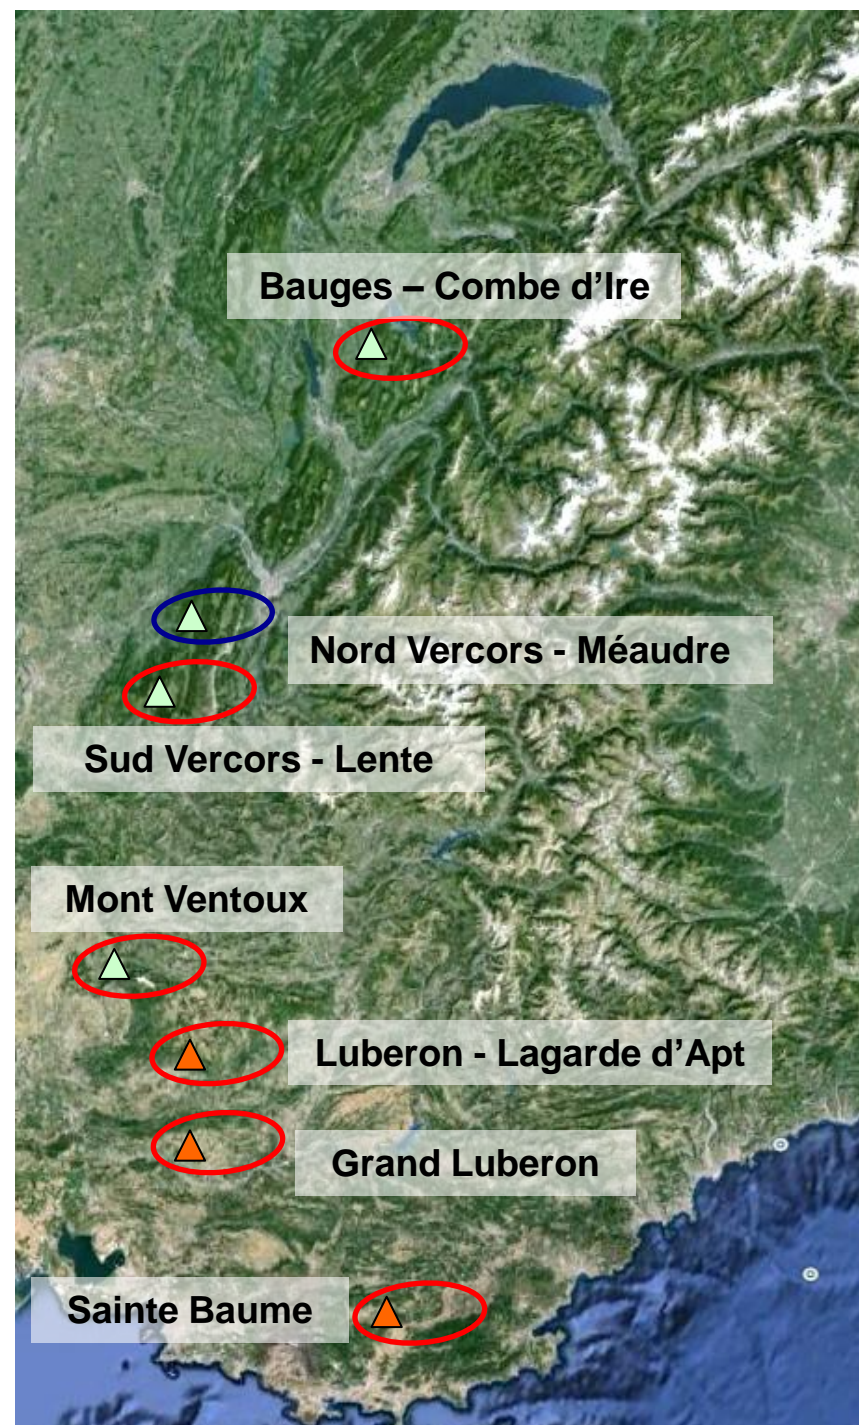 Bauges – Combe d’Ire
Nord Vercors - Méaudre
Sud Vercors - Lente
Mont Ventoux
Luberon - Lagarde d’Apt
Grand Luberon
Sainte Baume